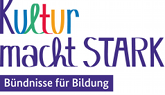 Kultur
macht STARK
Bündnisse für Bildung